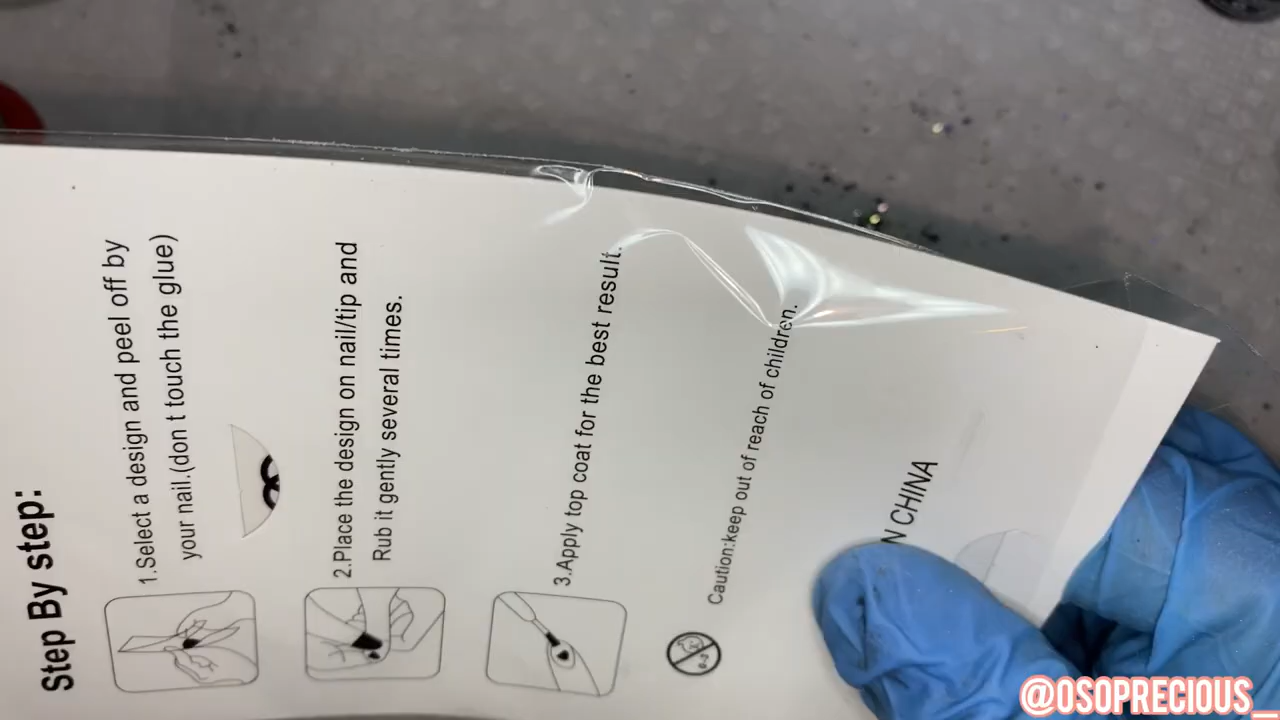 Step By step:
1.Select a design and peel off by
your nail.(don t touch the glue)
2.Place the design on nail/tip and
Rub it gently several times.
3.Apply top coat for the best result.
Caution:keep out of reach of children.
0-3
N CHINA
@OSOPRECIOUS_